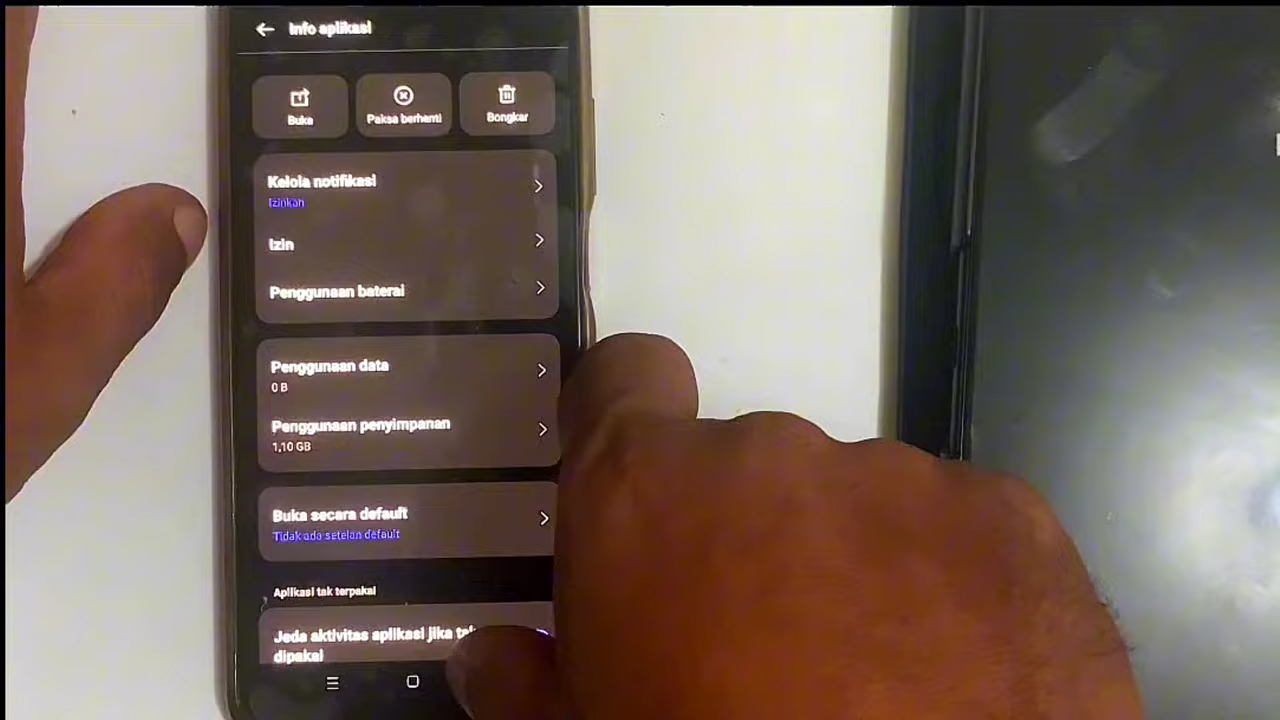 Info aplikasi
Buka
Paksa berhenti
Bongkar
Kelola notifikasi
Izinkan
Izin
Penggunaan baterai
Penggunaan data
0 B
Penggunaan penyimpanan
1,10 GB
Buka secara default
Tidak ada setelan default
Aplikasi tak terpakai
Jeda aktivitas aplikasi jika
dipakai